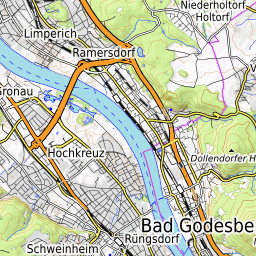 Niederholtorf
Holtorf
Limperich
Ramersdorf
Gronau
Hochkreuz
Dollendorfer H
Bad Godesbe
Rüngsdorf
Schweinheim